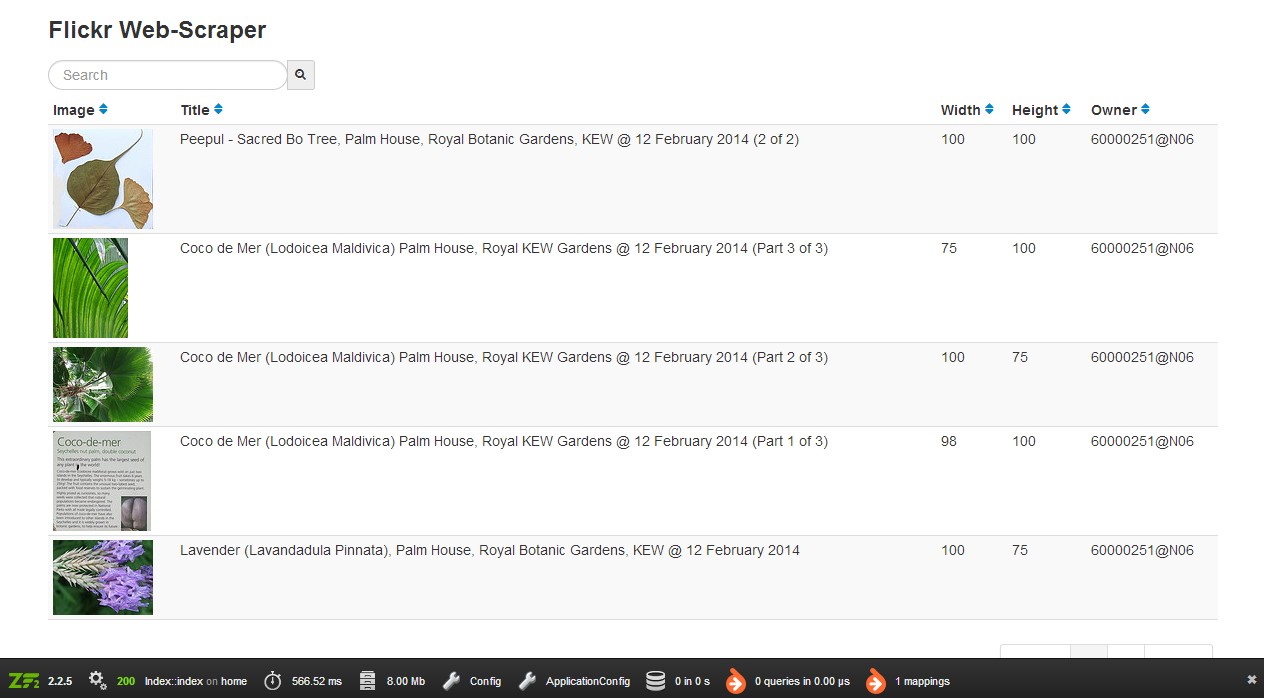 Flickr Web-Scraper
Search
Image Title Width Height Owner
Peepul - Sacred Bo Tree, Palm House, Royal Botanic Gardens, KEW @ 12 February 2014 (2 of 2) 100 100 60000251@N06
Coco de Mer (Lodoicea Maldivica) Palm House, Royal KEW Gardens @ 12 February 2014 (Part 3 of 3) 75 100 60000251@N06
Coco de Mer (Lodoicea Maldivica) Palm House, Royal KEW Gardens @ 12 February 2014 (Part 2 of 3) 100 75 60000251@N06
Coco de Mer (Lodoicea Maldivica) Palm House, Royal KEW Gardens @ 12 February 2014 (Part 1 of 3) 98 100 60000251@N06
Coco-de-mer
Seychelles nut palm, double coconut
This extraordinary palm has the largest seed of
any plant in the world!
Lavender (Lavandadula Pinnata), Palm House, Royal Botanic Gardens, KEW @ 12 February 2014 100 75 60000251@N06
ZF2 2.2.5 200 Index::index on home 566.52 ms 8.00 Mb Config ApplicationConfig 0 in 0 s 0 queries in 0.00 µs 1 mappings